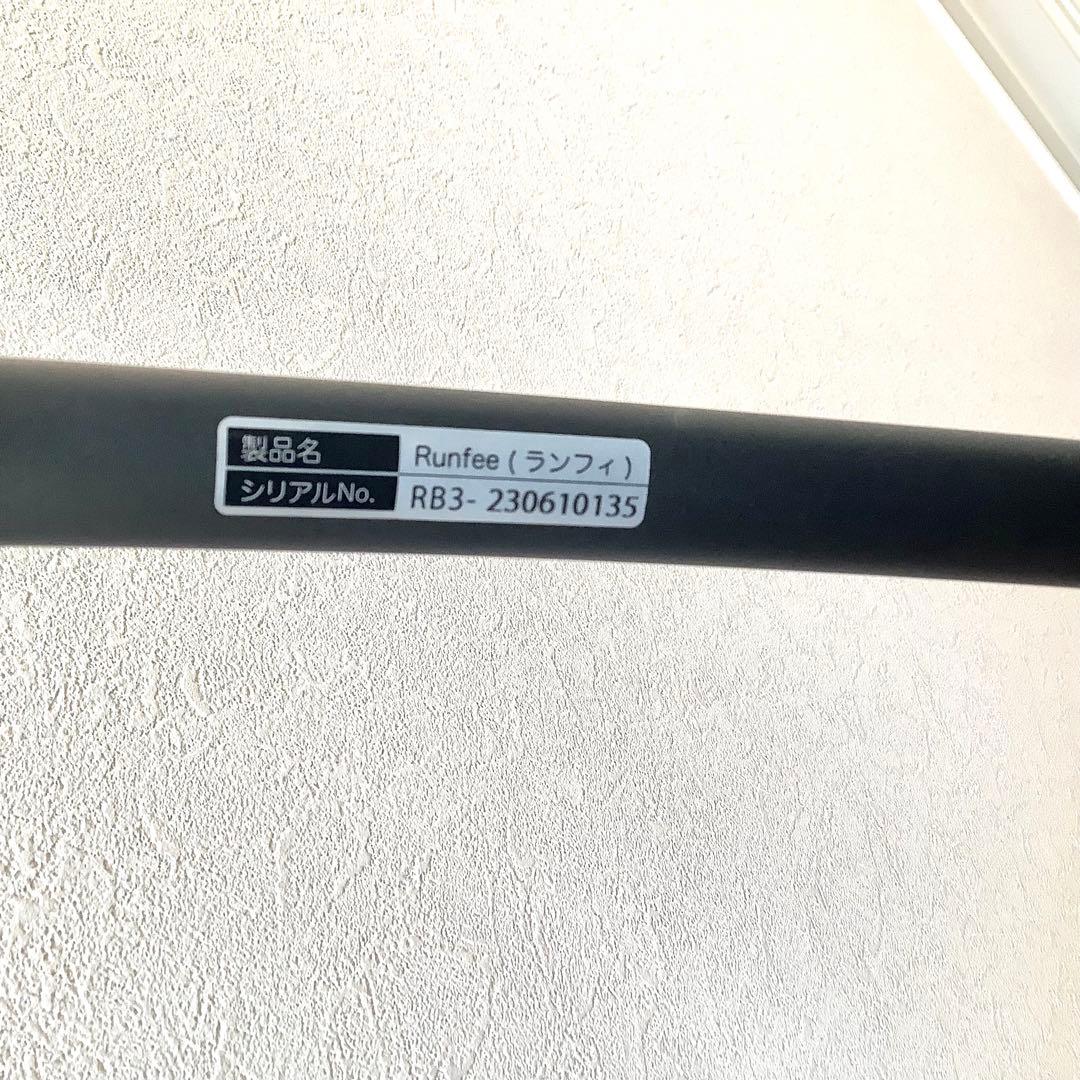 製品名 Runfee ( ランフィ )
シリアルNo. RB3- 230610135